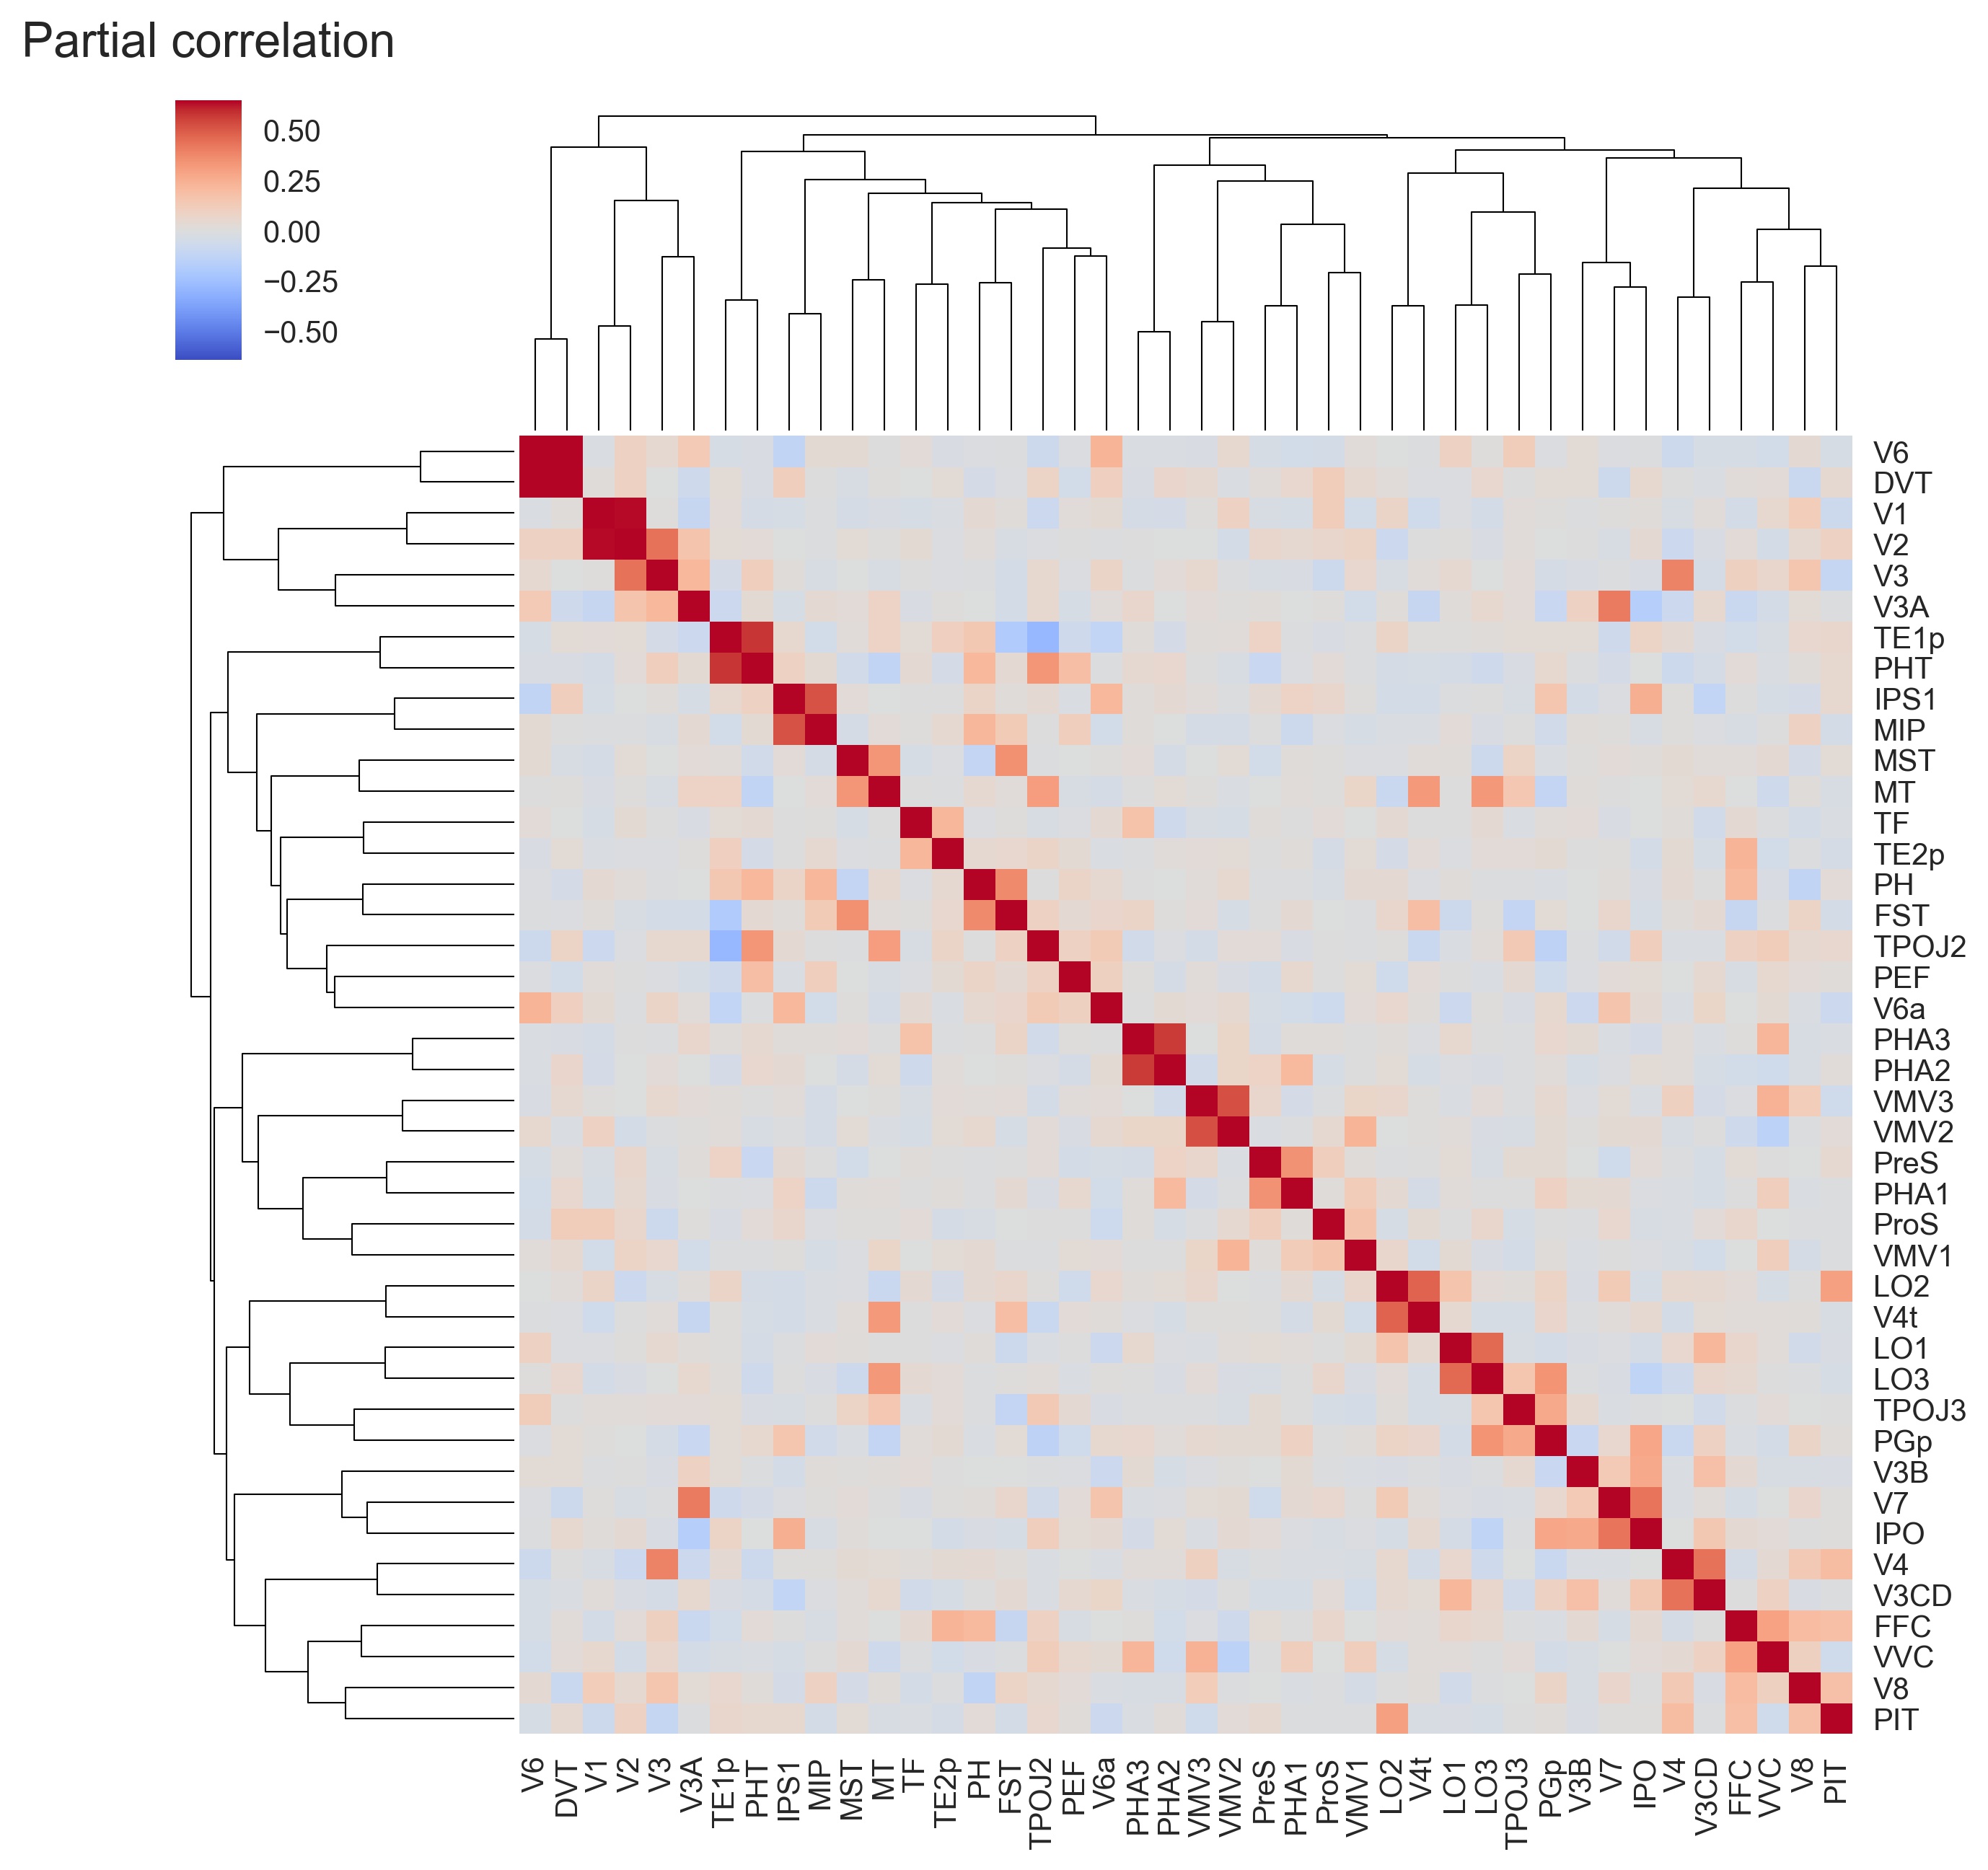 Partial correlation
0.50
0.25
0.00
−0.25
−0.50
V6
DVT
V1
V2
V3
V3A
TE1p
PHT
IPS1
MIP
MST
MT
TF
TE2p
PH
FST
TPOJ2
PEF
V6a
PHA3
PHA2
VMV3
VMV2
PreS
PHA1
ProS
VMV1
LO2
V4t
LO1
LO3
TPOJ3
PGp
V3B
V7
IPO
V4
V3CD
FFC
VVC
V8
PIT
V6 DVT V1 V2 V3 V3A TE1p PHT IPS1 MIP MST MT TF TE2p PH FST TPOJ2 PEF V6a PHA3 PHA2 VMV3 VMV2 PreS PHA1 ProS VMV1 LO2 V4t LO1 LO3 TPOJ3 PGp V3B V7 IPO V4 V3CD FFC VVC V8 PIT